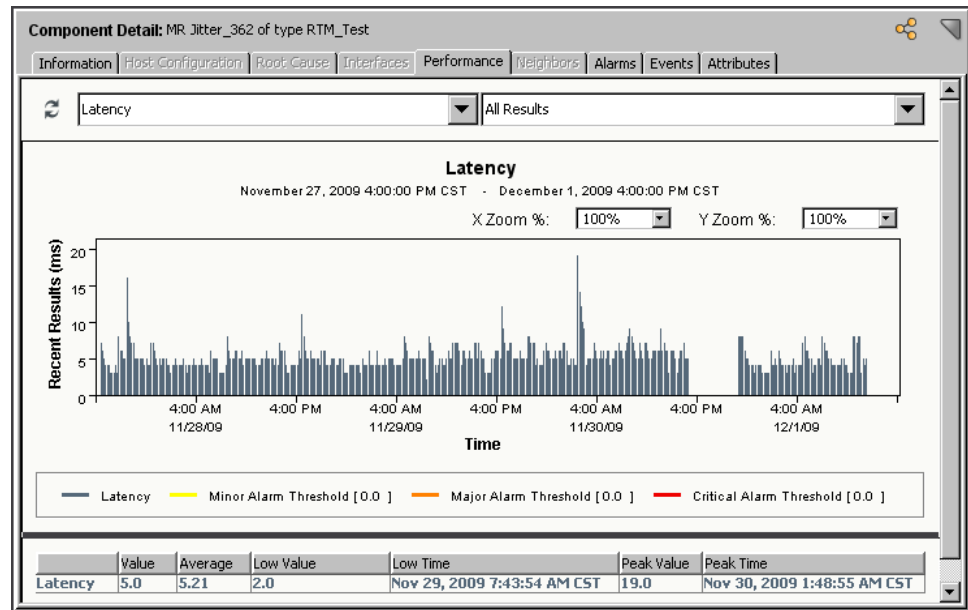 Component Detail: MR Jitter_362 of type RTM_Test
Information Host Configuration Root Cause Interfaces Performance Neighbors Alarms Events Attributes
Latency All Results
Latency
November 27, 2009 4:00:00 PM CST - December 1, 2009 4:00:00 PM CST
X Zoom %: 100% Y Zoom %: 100%
Recent Results (ms)
20
15
10
5
0
4:00 AM 4:00 PM 4:00 AM 4:00 PM 4:00 AM 4:00 PM 4:00 AM
11/28/09 11/29/09 11/30/09 12/1/09
Time
Latency Minor Alarm Threshold [ 0.0 ] Major Alarm Threshold [ 0.0 ] Critical Alarm Threshold [ 0.0 ]
Value Average Low Value Low Time Peak Value Peak Time
Latency 5.0 5.21 2.0 Nov 29, 2009 7:43:54 AM CST 19.0 Nov 30, 2009 1:48:55 AM CST